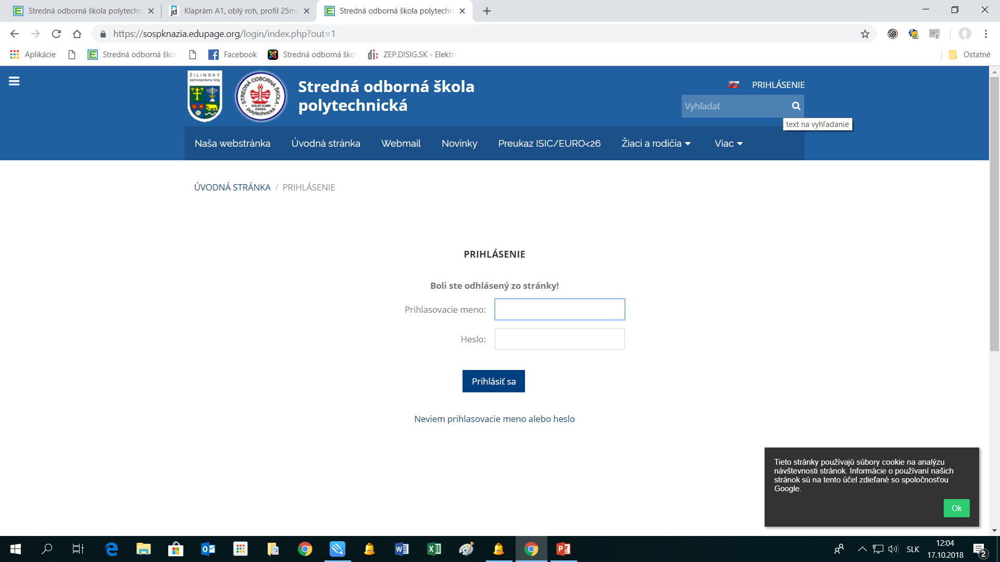 Stredná odborná škola polytechn
Klaprám A1, oblý roh, profil 25m
Stredná odborná škola polytechn
https://sospknazia.edupage.org/login/index.php?out=1
Aplikácie
Stredná odborná ško
Facebook
Stredná odborná ško
ZEP.DISIG.SK - Elektro
Ostatné
ŽILINSKÝ
samosprávny kraj
STREDNÁ ODBORNÁ ŠKOLA
DOLNÝ KUBÍN
KŇAŽIA
polytechnická
Stredná odborná škola
polytechnická
PRIHLÁSENIE
Vyhľadať
text na vyhľadanie
Naša webstránka
Úvodná stránka
Webmail
Novinky
Preukaz ISIC/EURO<26
Žiaci a rodičia
Viac
ÚVODNÁ STRÁNKA / PRIHLÁSENIE
PRIHLÁSENIE
Boli ste odhlásený zo stránky!
Prihlasovacie meno:
Heslo:
Prihlásiť sa
Neviem prihlasovacie meno alebo heslo
Tieto stránky používajú súbory cookie na analýzu
návštevnosti stránok. Informácie o používaní našich
stránok sú na tento účel zdieľané so spoločnosťou
Google.
Ok
SLK
12:04
17.10.2018
2